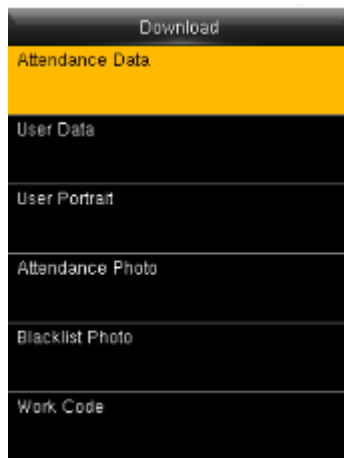 Download
Attendance Data
User Data
User Portrait
Attendance Photo
Blacklist Photo
Work Code